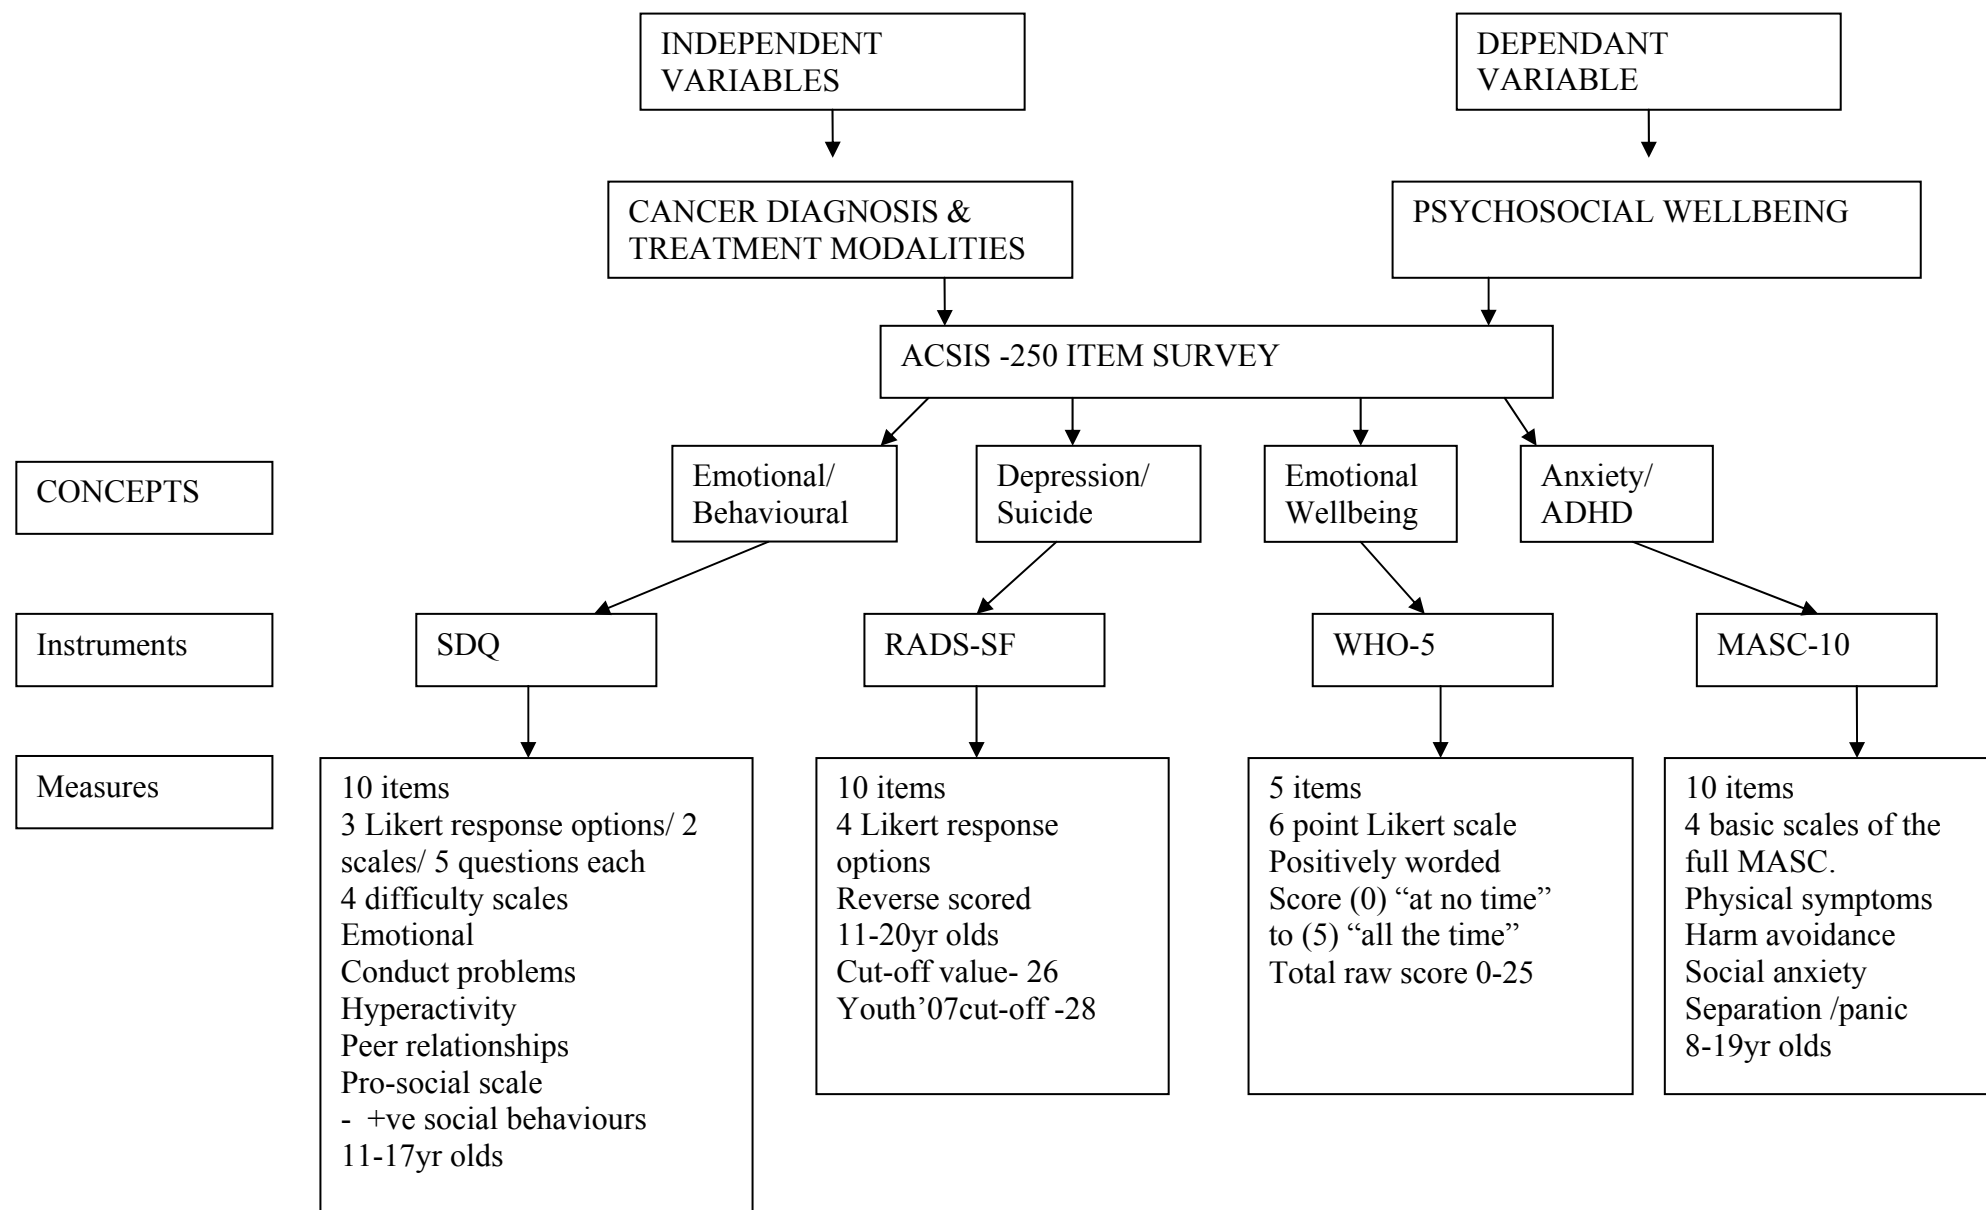 INDEPENDENT
VARIABLES
DEPENDANT
VARIABLE
CANCER DIAGNOSIS &
TREATMENT MODALITIES
PSYCHOSOCIAL WELLBEING
ACSIS -250 ITEM SURVEY
CONCEPTS
Emotional/
Behavioural
Depression/
Suicide
Emotional
Wellbeing
Anxiety/
ADHD
Instruments
SDQ
RADS-SF
WHO-5
MASC-10
Measures
10 items
3 Likert response options/ 2
scales/ 5 questions each
4 difficulty scales
Emotional
Conduct problems
Hyperactivity
Peer relationships
Pro-social scale
- +ve social behaviours
11-17yr olds
10 items
4 Likert response
options
Reverse scored
11-20yr olds
Cut-off value- 26
Youth’07cut-off -28
5 items
6 point Likert scale
Positively worded
Score (0) “at no time”
to (5) “all the time”
Total raw score 0-25
10 items
4 basic scales of the
full MASC.
Physical symptoms
Harm avoidance
Social anxiety
Separation /panic
8-19yr olds